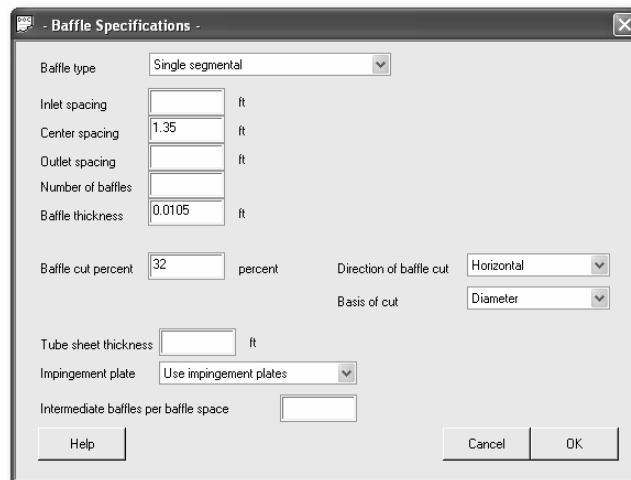 DOC
- Baffle Specifications -
Baffle type Single segmental
Inlet spacing ft
Center spacing 1.35 ft
Outlet spacing ft
Number of baffles
Baffle thickness 0.0105 ft
Baffle cut percent 32 percent Direction of baffle cut Horizontal
Basis of cut Diameter
Tube sheet thickness ft
Impingement plate Use impingement plates
Intermediate baffles per baffle space
Help Cancel OK